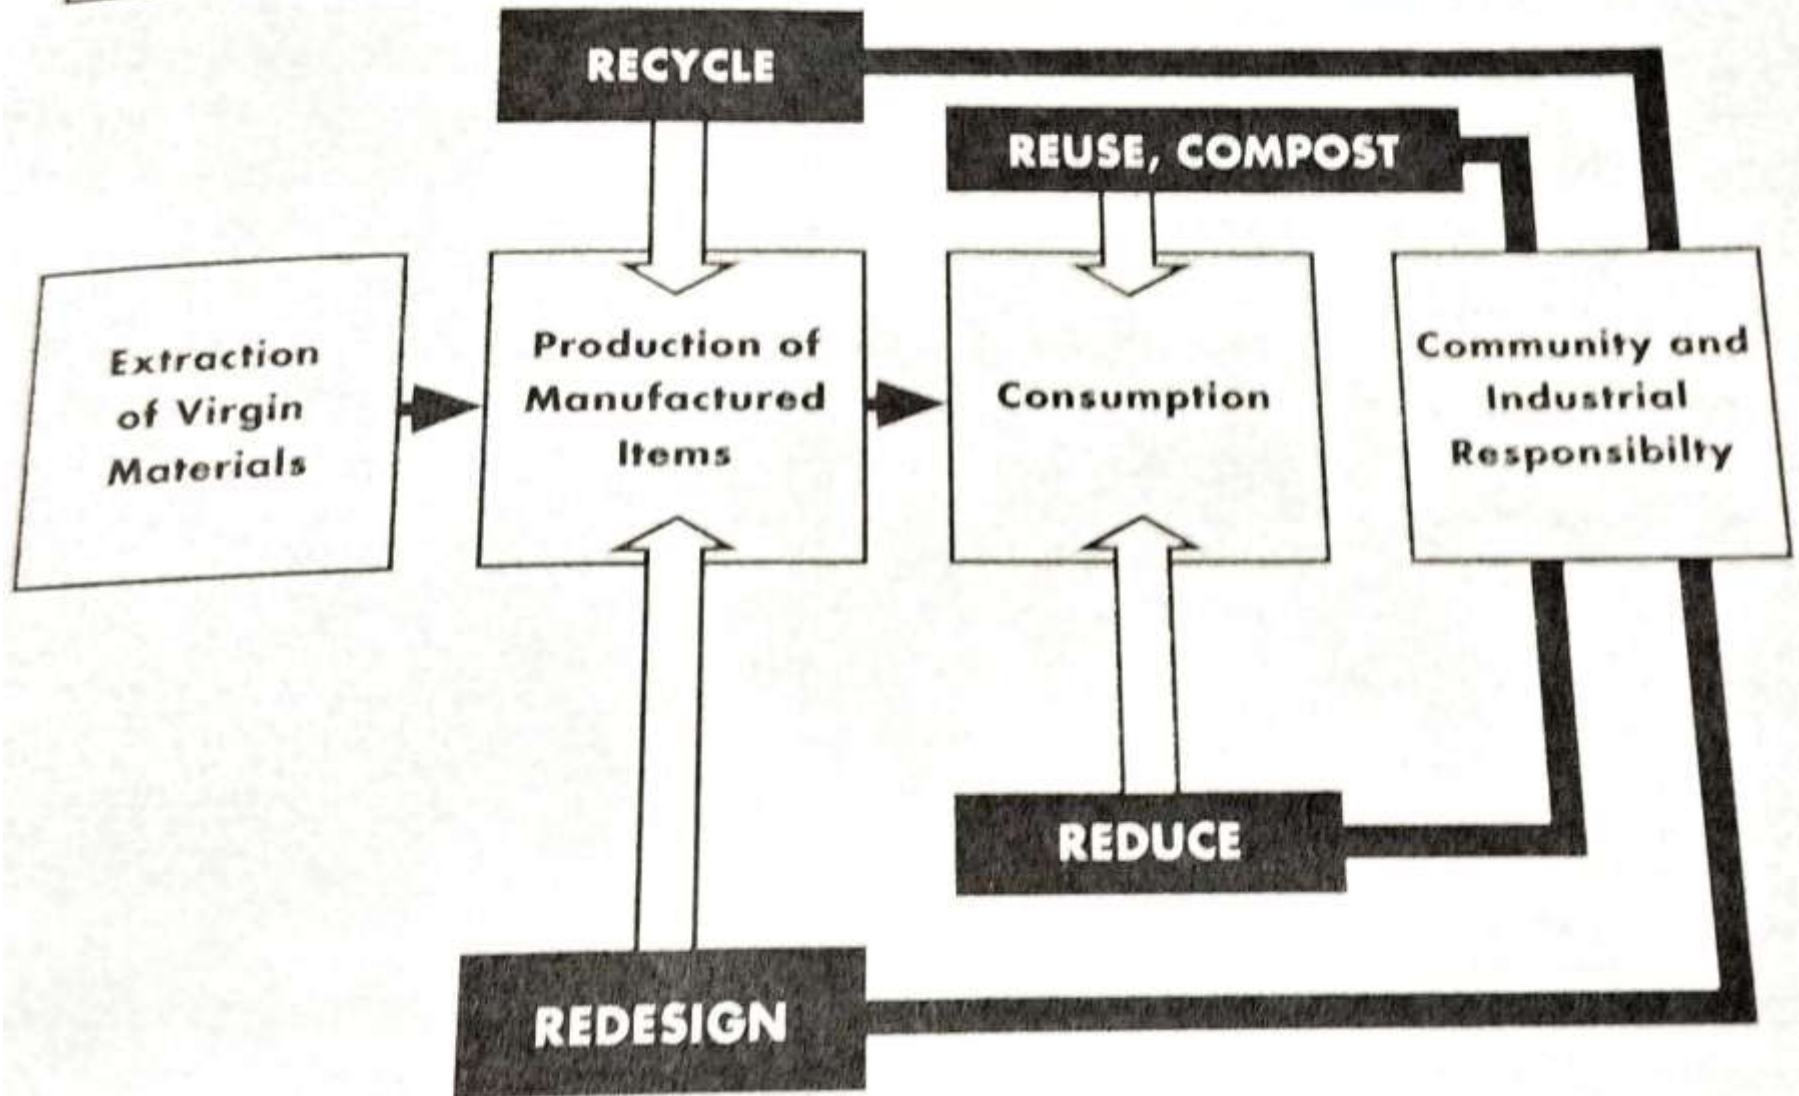 RECYCLE
REUSE, COMPOST
Extraction
of Virgin
Materials
Production of
Manufactured
Items
Consumption
Community and
Industrial
Responsibilty
REDUCE
REDESIGN